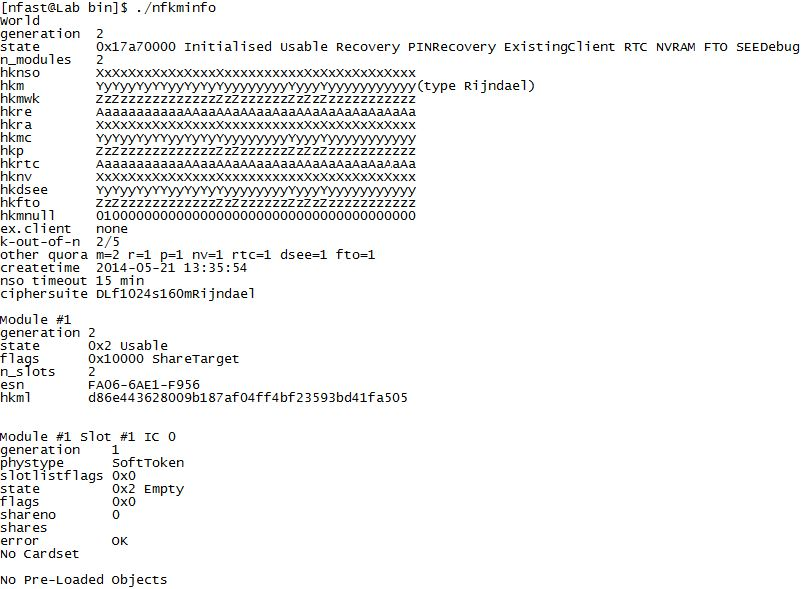 [nfast@Lab bin]$ ./nfkminfo
World
generation 2
state 0x17a70000 Initialised Usable Recovery PINRecovery ExistingClient RTC NVRAM FTO SEEDebug
n_modules 2
hknso XxXxXxxXxXxXxxxXxxxxxxxxxxXxXxXxXxXxXxxx
hkm YyYyyYyYYyyYyYyYyyyyyyyyYyyyYyyyyyyyyyyy(type Rijndael)
hkmwk ZzZzzzzzzzzzzzzZzZzZzzzzzzZzZzZzzzzzzzzz
hkre AaaaaaaaaaaAAaaAAaAAaaAaaAaAaAaAaAaAaAaAa
hkra XxXxXxxXxXxXxxxXxxxxxxxxxxXxXxXxXxXxXxxx
hkmc YyYyyYyYYyyYyYyYyyyyyyyyYyyyYyyyyyyyyyyy
hkp ZzZzzzzzzzzzzzzZzZzZzzzzzzZzZzZzzzzzzzzz
hkrtc AaaaaaaaaaaAAaaAAaAAaaAaaAaAaAaAaAaAaAaAa
hknv XxXxXxxXxXxXxxxXxxxxxxxxxxXxXxXxXxXxXxxx
hkdsee YyYyyYyYYyyYyYyYyyyyyyyyYyyyYyyyyyyyyyyy
hkfto ZzZzzzzzzzzzzzzZzZzZzzzzzzZzZzZzzzzzzzzz
hkmnull 0100000000000000000000000000000000000000
ex.client none
k-out-of-n 2/5
other quora m=2 r=1 p=1 nv=1 rtc=1 dsee=1 fto=1
createtime 2014-05-21 13:35:54
nso timeout 15 min
ciphersuite DLf1024s160mRijndael
Module #1
generation 2
state 0x2 Usable
flags 0x10000 ShareTarget
n_slots 2
esn FA06-6AE1-F956
hkml d86e443628009b187af04ff4bf23593bd41fa505
Module #1 Slot #1 IC 0
generation 1
phystype SoftToken
slotlistflags 0x0
state 0x2 Empty
flags 0x0
shareno 0
shares
error OK
No Cardset
No Pre-Loaded Objects